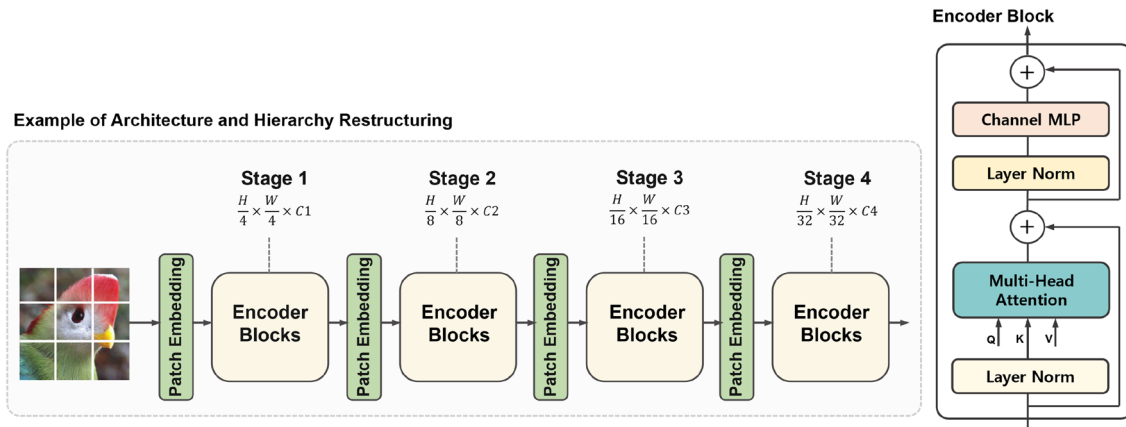 Encoder Block
Example of Architecture and Hierarchy Restructuring
Stage 1
H/4 × W/4 × C1
Stage 2
H/8 × W/8 × C2
Stage 3
H/16 × W/16 × C3
Stage 4
H/32 × W/32 × C4
Patch Embedding
Encoder
Blocks
Patch Embedding
Encoder
Blocks
Patch Embedding
Encoder
Blocks
Patch Embedding
Encoder
Blocks
+
Channel MLP
Layer Norm
+
Multi-Head
Attention
Q K V
Layer Norm